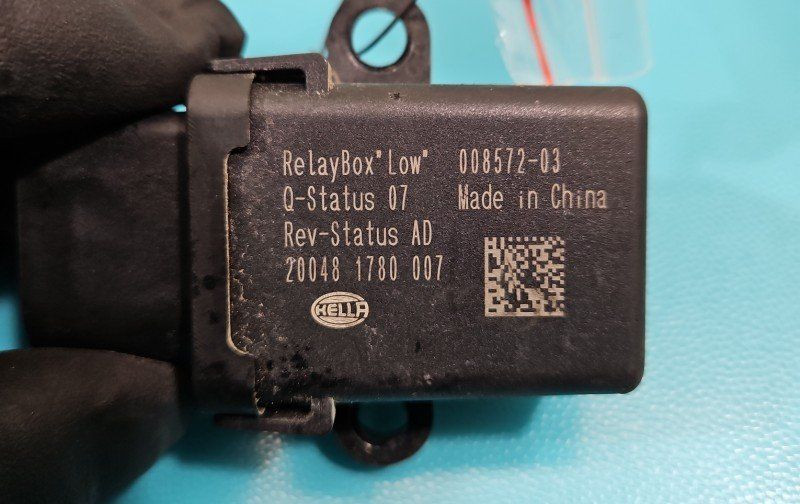 RelayBox"Low" 008572-03
Q-Status 07 Made in China
Rev-Status AD
20048 1780 007
HELLA